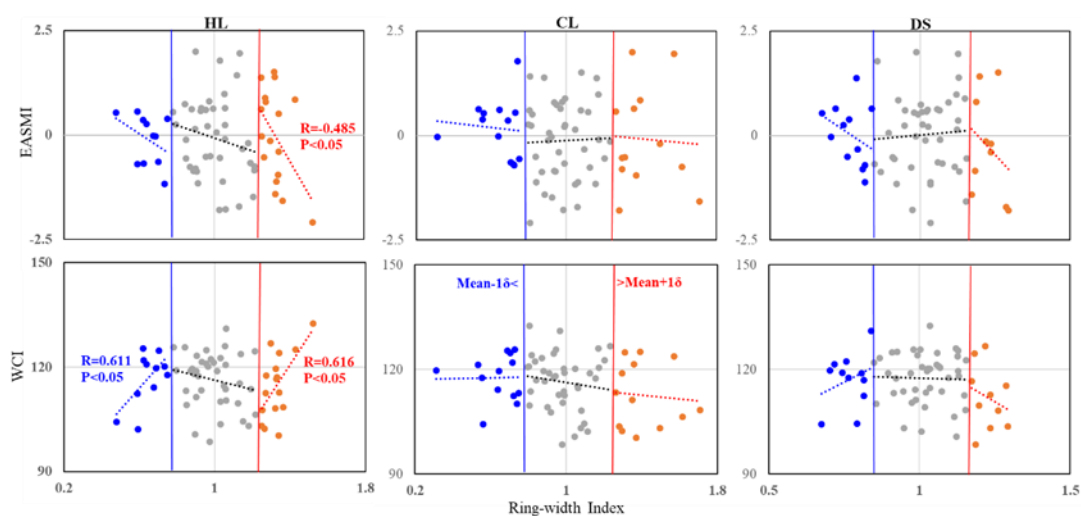 HL
CL
DS
2.5
2.5
2.5
EASMI
0
0
0
R=-0.485
P<0.05
-2.5
-2.5
-2.5
150
150
150
Mean-1δ<
>Mean+1δ
WCI
120
120
120
R=0.611
P<0.05
R=0.616
P<0.05
90
90
90
0.2
1
1.8
0.2
1
1.8
0.5
1
1.5
Ring-width Index